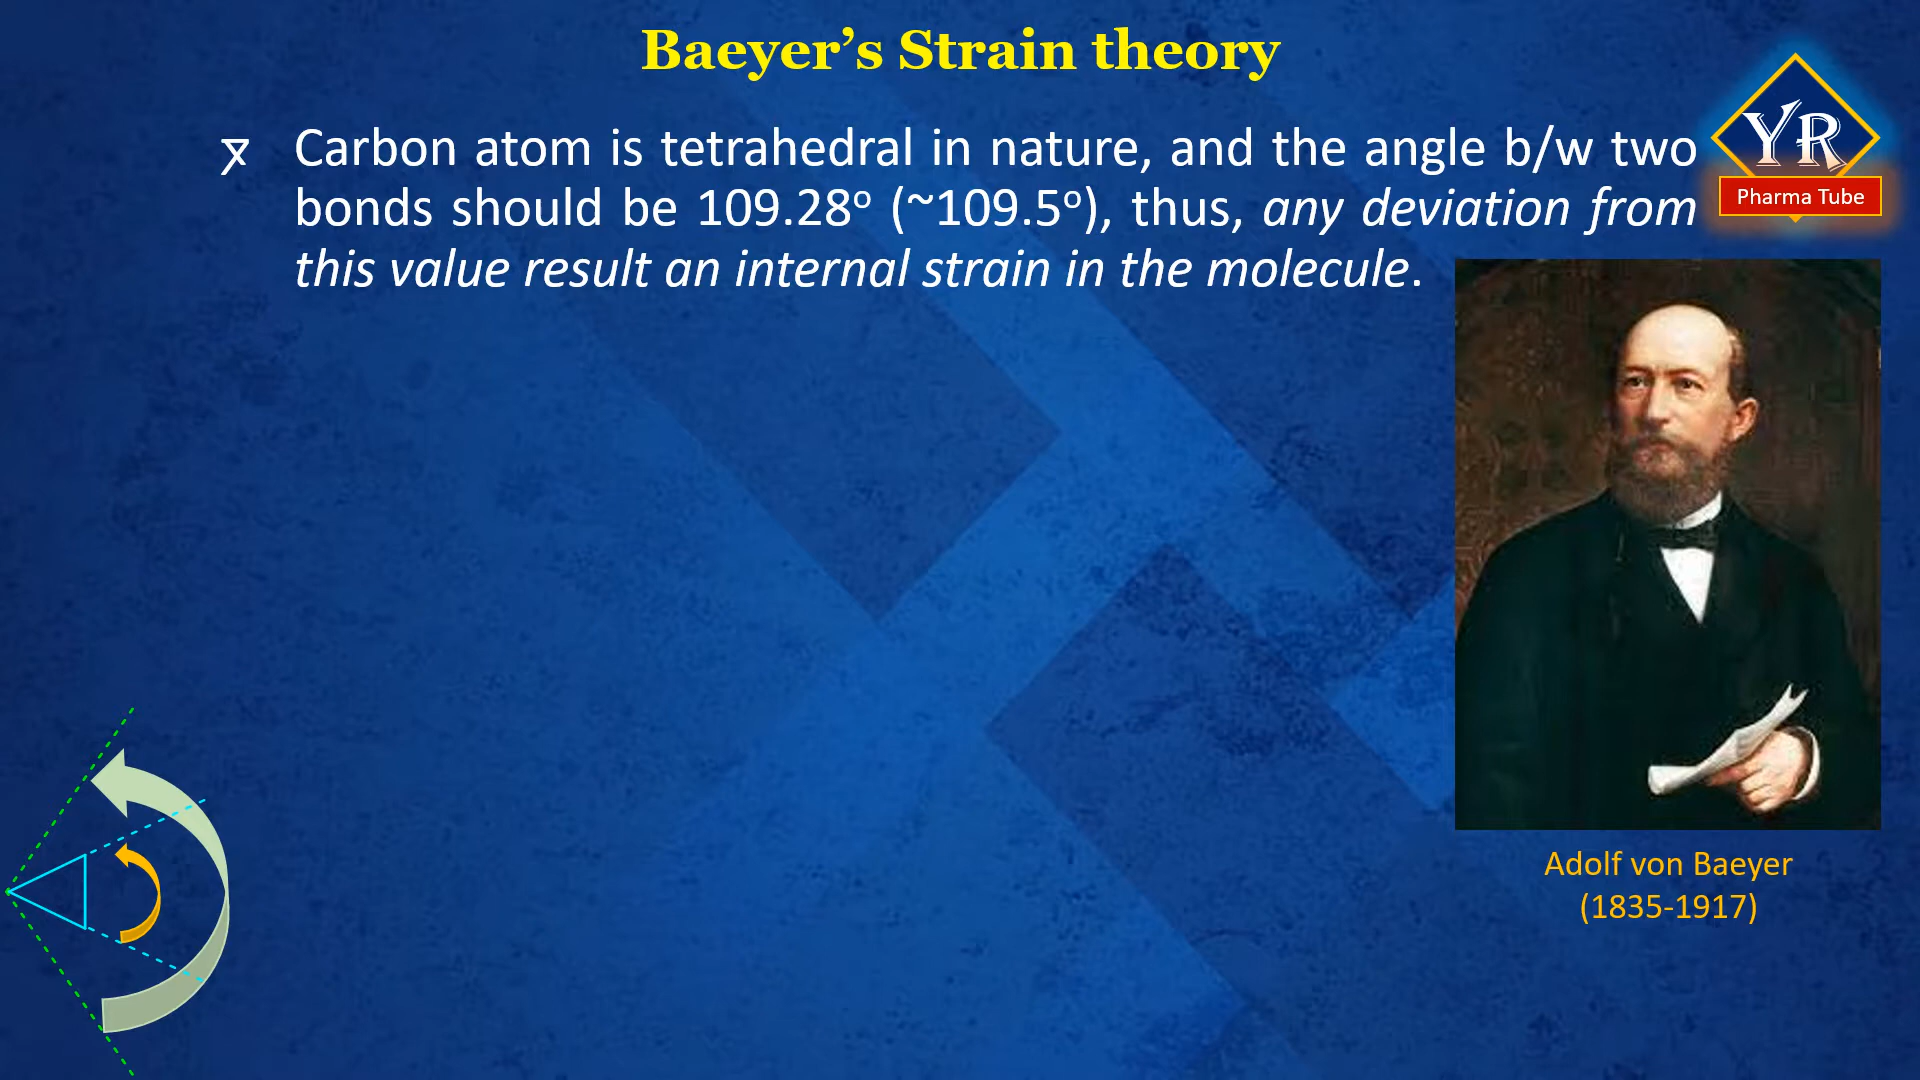 Baeyer’s Strain theory
YR
Pharma Tube
Carbon atom is tetrahedral in nature, and the angle b/w two
bonds should be 109.28º (~109.5º), thus, any deviation from
this value result an internal strain in the molecule.
Adolf von Baeyer
(1835-1917)